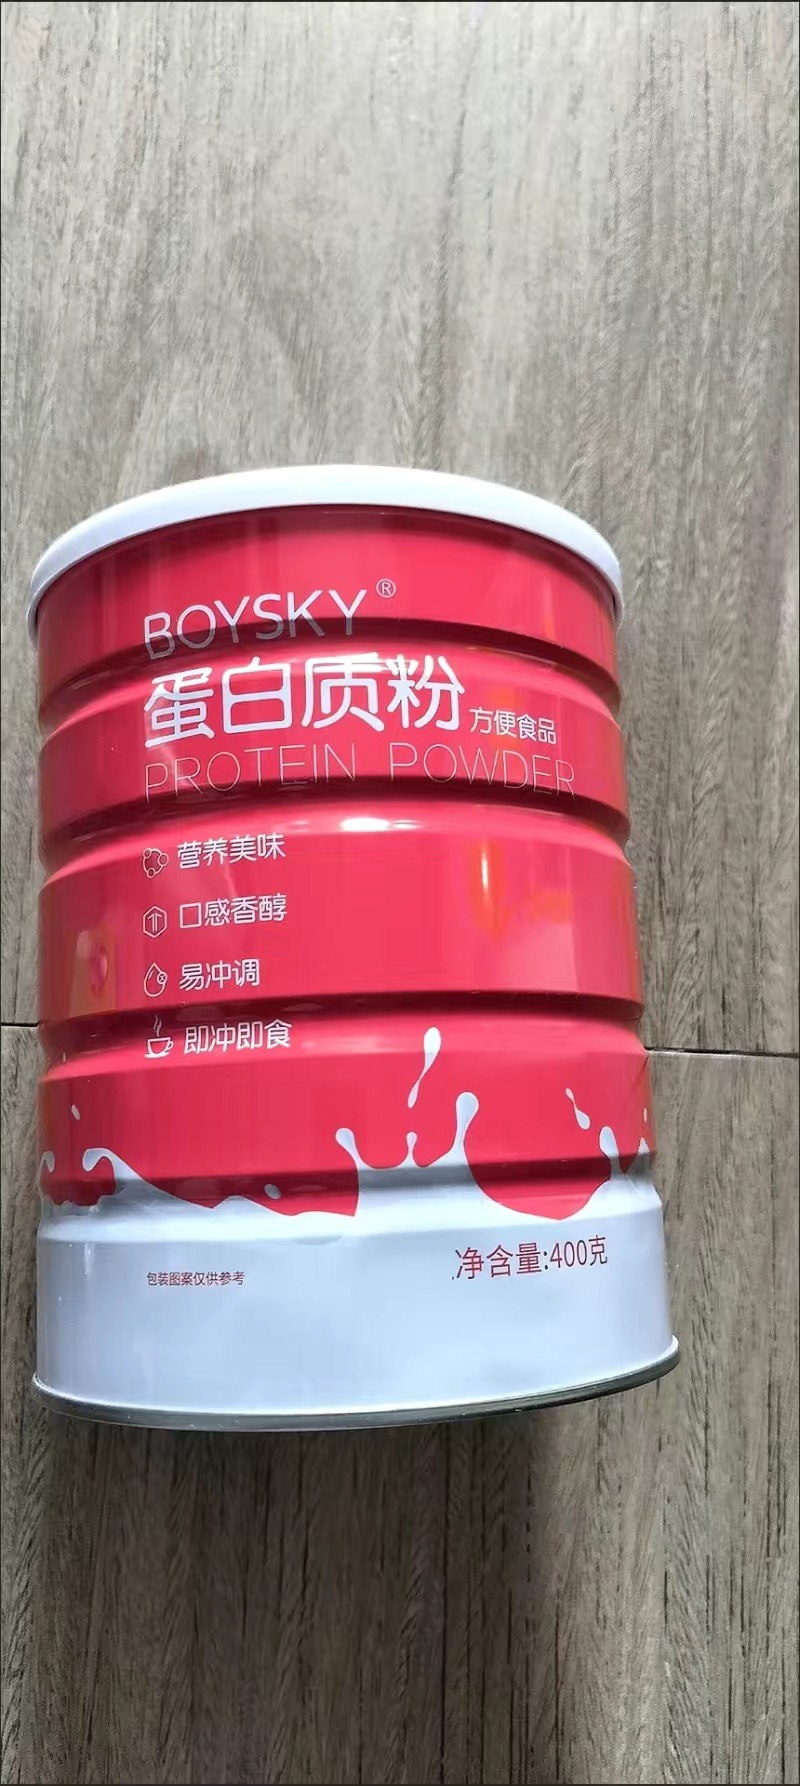 BOYSKY®
蛋白质粉 方便食品
PROTEIN POWDER
营养美味
口感香醇
易冲调
即冲即食
包装图案仅供参考
净含量:400克